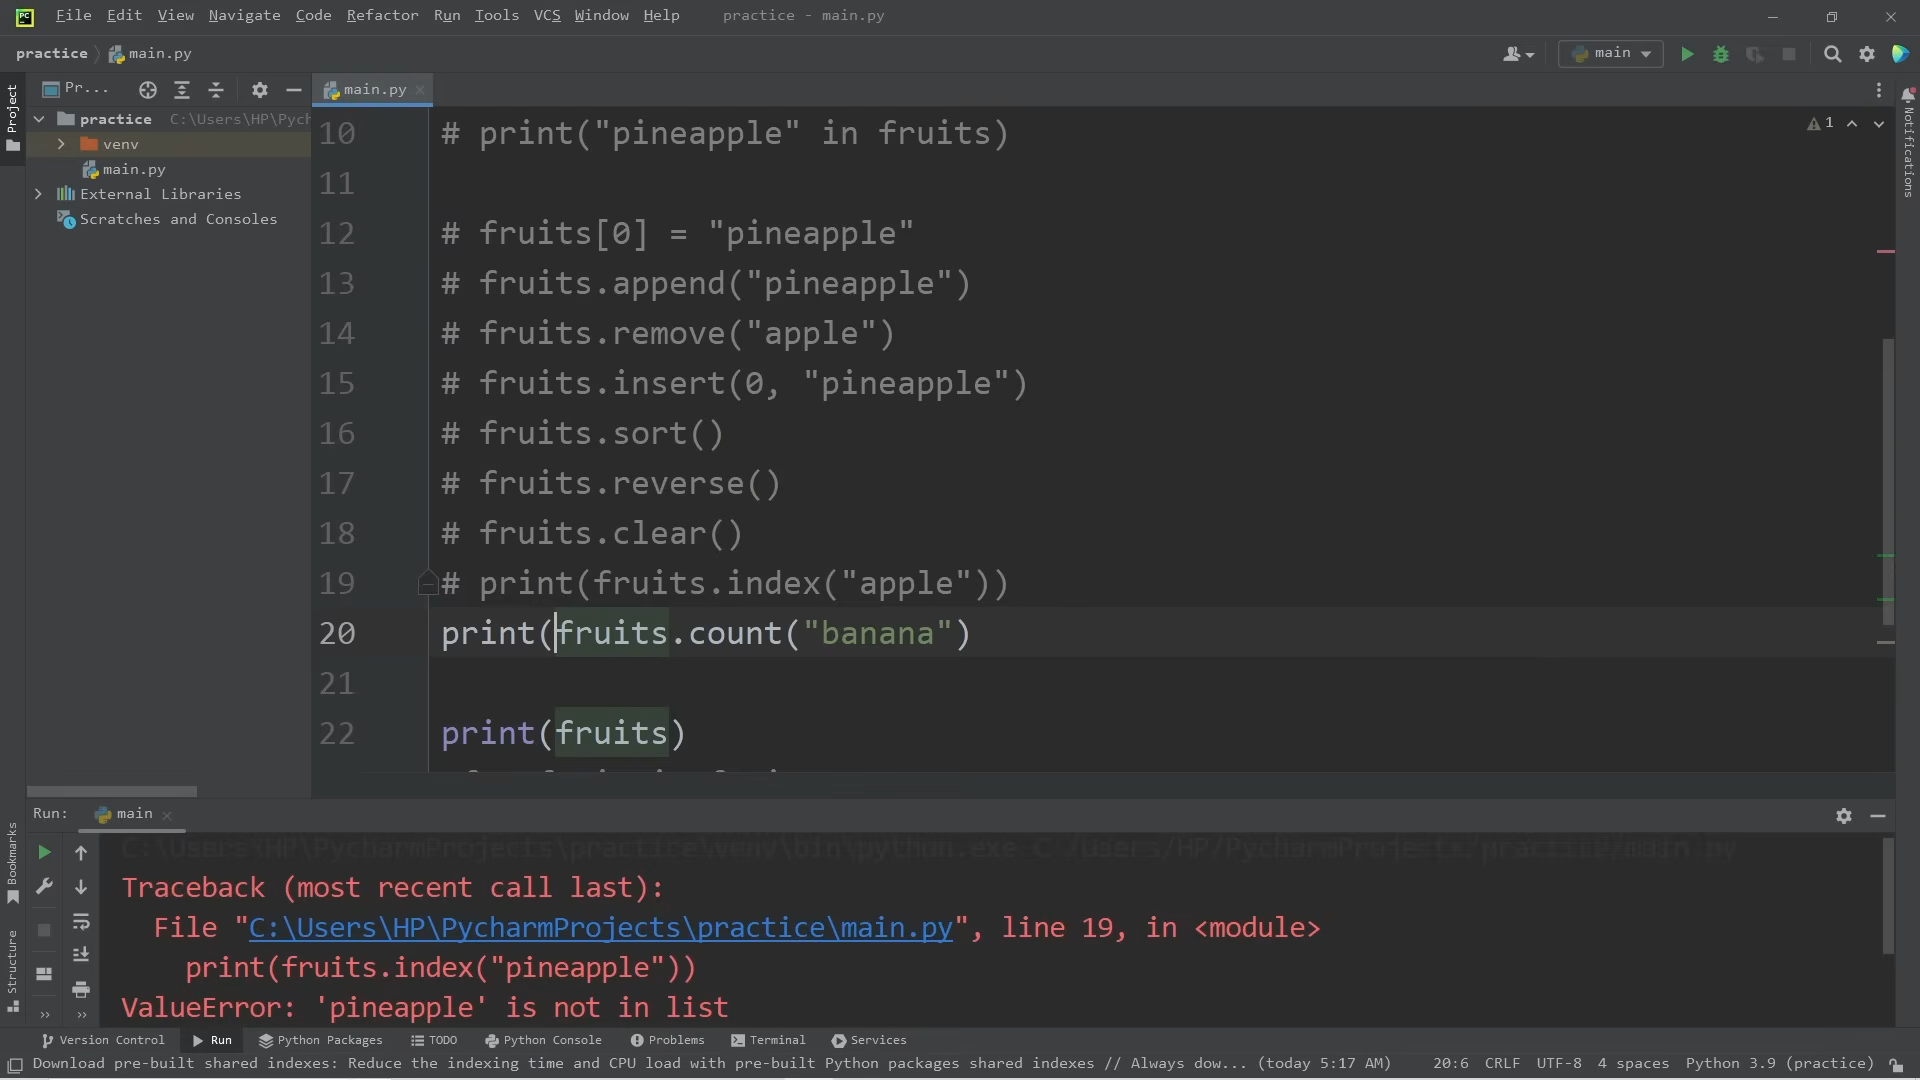 File Edit View Navigate Code Refactor Run Tools VCS Window Help practice - main.py
practice main.py
main
Pr...
main.py
Project
practice C:\Users\HP\Pych
venv
main.py
External Libraries
Scratches and Consoles
1
Notifications
10 # print("pineapple" in fruits)
11
12 # fruits[0] = "pineapple"
13 # fruits.append("pineapple")
14 # fruits.remove("apple")
15 # fruits.insert(0, "pineapple")
16 # fruits.sort()
17 # fruits.reverse()
18 # fruits.clear()
19 # print(fruits.index("apple"))
20 print(fruits.count("banana")
21
22 print(fruits)
Run: main
Bookmarks
Structure
Traceback (most recent call last):
File "C:\Users\HP\PycharmProjects\practice\main.py", line 19, in <module>
print(fruits.index("pineapple"))
ValueError: 'pineapple' is not in list
Version Control Run Python Packages TODO Python Console Problems Terminal Services
Download pre-built shared indexes: Reduce the indexing time and CPU load with pre-built Python packages shared indexes // Always dow... (today 5:17 AM) 20:6 CRLF UTF-8 4 spaces Python 3.9 (practice)